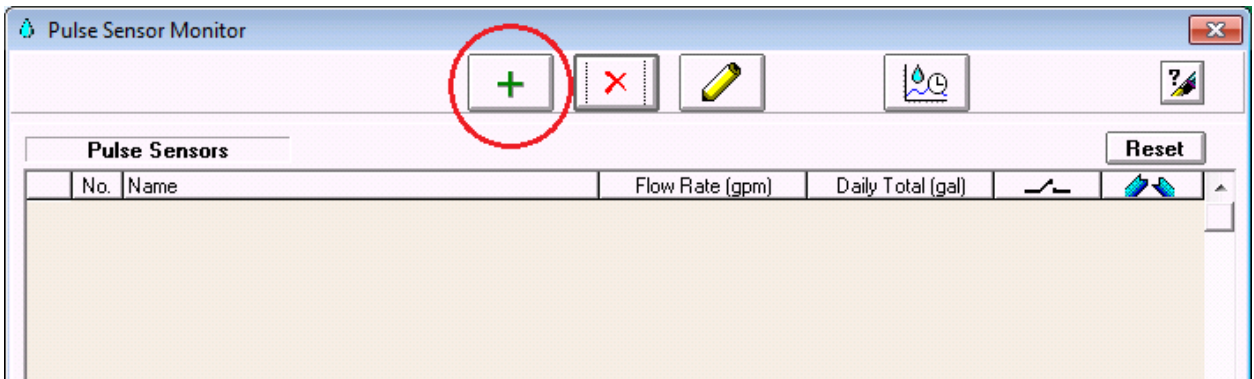 Pulse Sensor Monitor
Pulse Sensors
Reset
No. Name Flow Rate (gpm) Daily Total (gal)